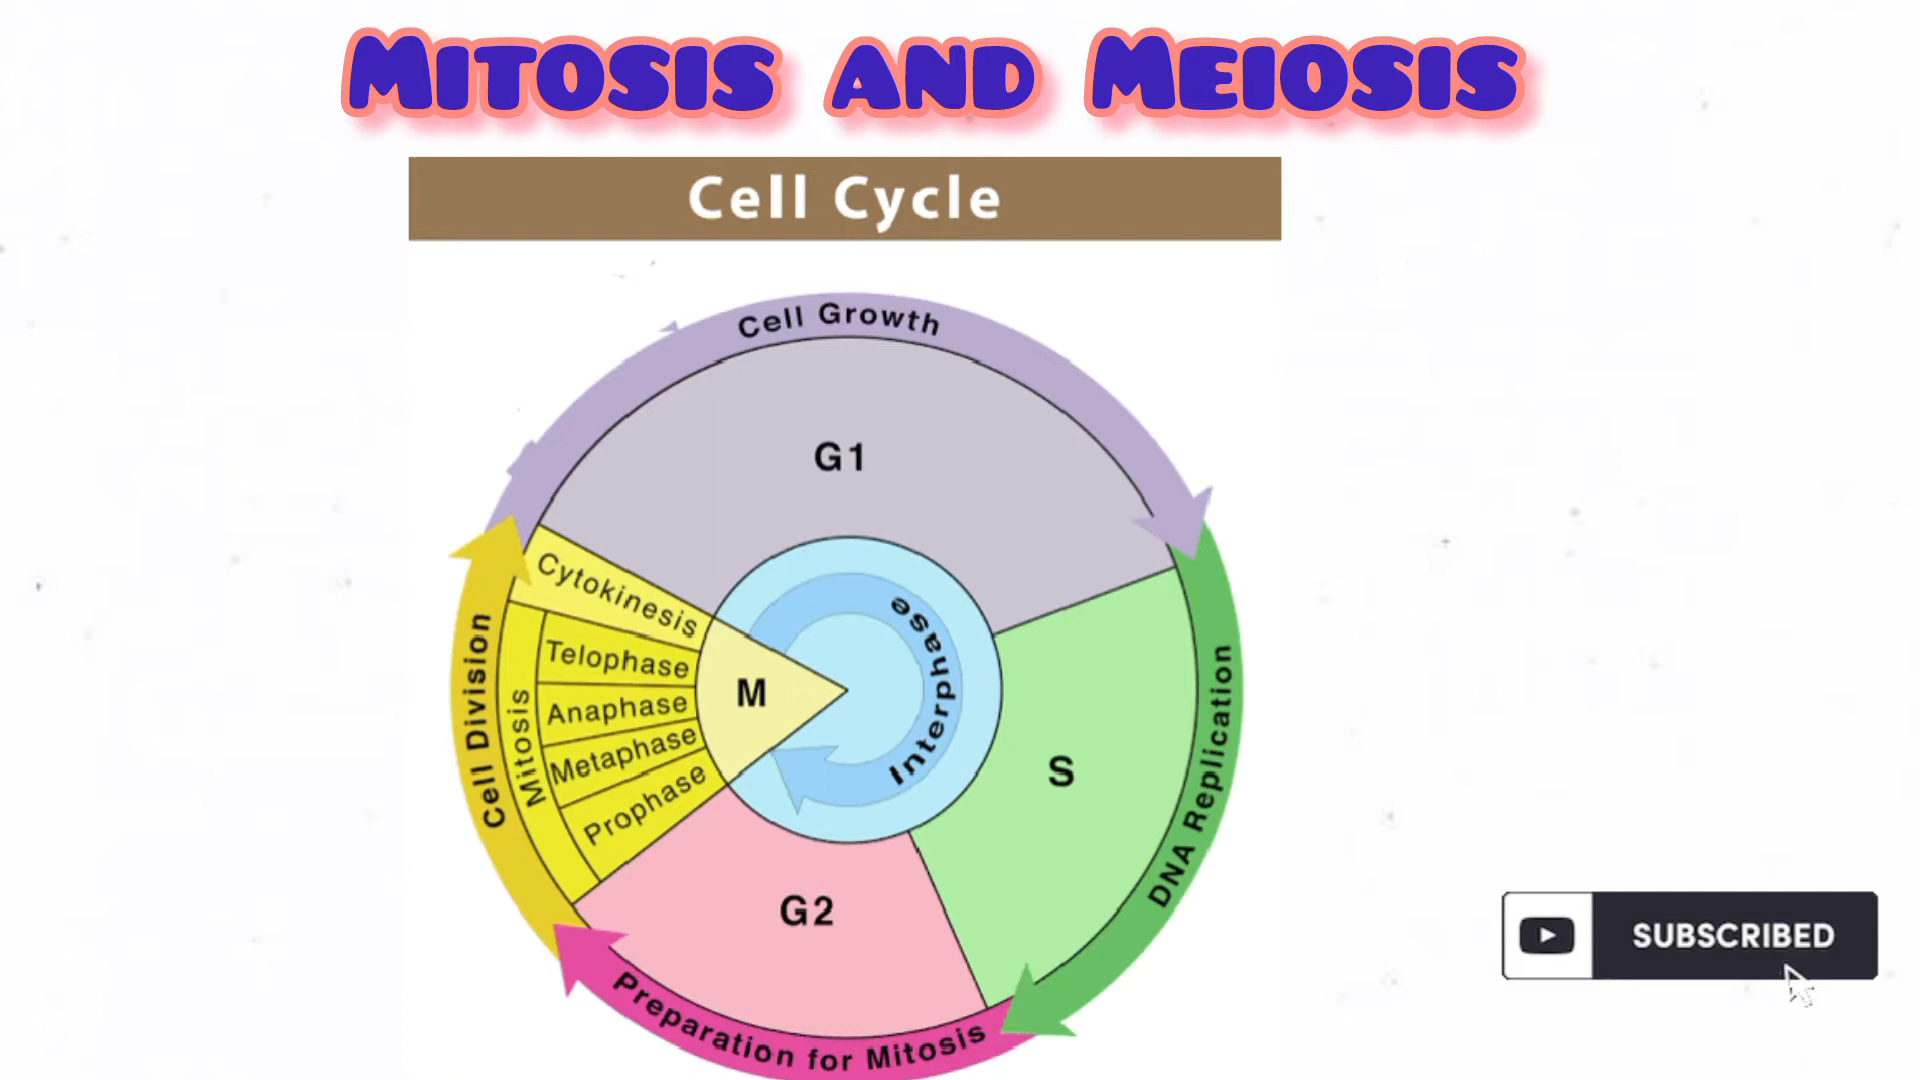 MITOSIS AND MEIOSIS
Cell Cycle
Cell Growth
G1
Cytokinesis
Telophase
Anaphase
Metaphase
Prophase
Mitosis
Cell Division
M
Interphase
S
DNA Replication
G2
Preparation for Mitosis
SUBSCRIBED